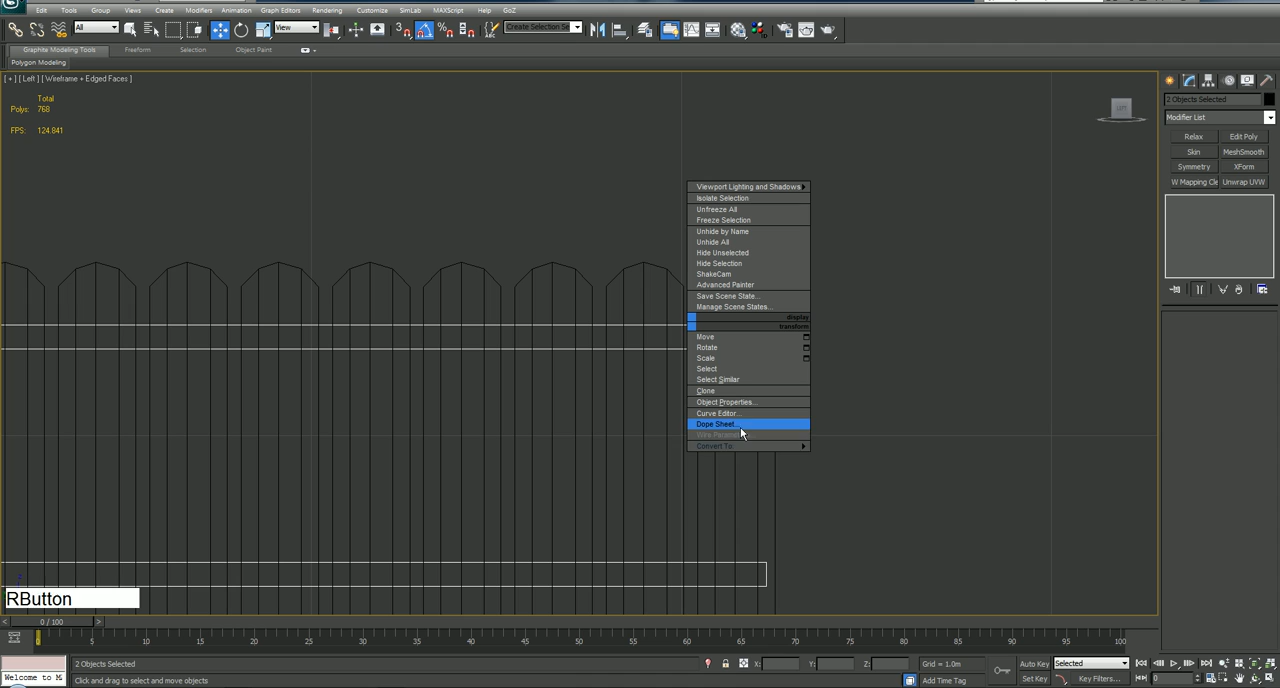 Edit Tools Group Views Create Modifiers Animation Graph Editors Rendering Customize SimLab MAXScript Help GoZ
All View Create Selection Se
Graphite Modeling Tools Freeform Selection Object Paint
Polygon Modeling
[ + ] [ Left ] [ Wireframe + Edged Faces ]
Total
Polys: 768
FPS: 124.841
LEFT
2 Objects Selected
Modifier List
Relax Edit Poly
Skin MeshSmooth
Symmetry XForm
W Mapping Cle Unwrap UVW
Viewport Lighting and Shadows
Isolate Selection
Unfreeze All
Freeze Selection
Unhide by Name
Unhide All
Hide Unselected
Hide Selection
ShakeCam
Advanced Painter
Save Scene State...
Manage Scene States...
display
transform
Move
Rotate
Scale
Select
Select Similar
Clone
Object Properties...
Curve Editor...
Dope Sheet...
Convert To:
RButton
< 0 / 100 >
0 5 10 15 20 25 30 35 40 45 50 55 60 65 70 75 80 85 90 95 100
2 Objects Selected X: Y: Z: Grid = 1.0m Auto Key Selected
Welcome to M Click and drag to select and move objects Add Time Tag Set Key Key Filters... 0